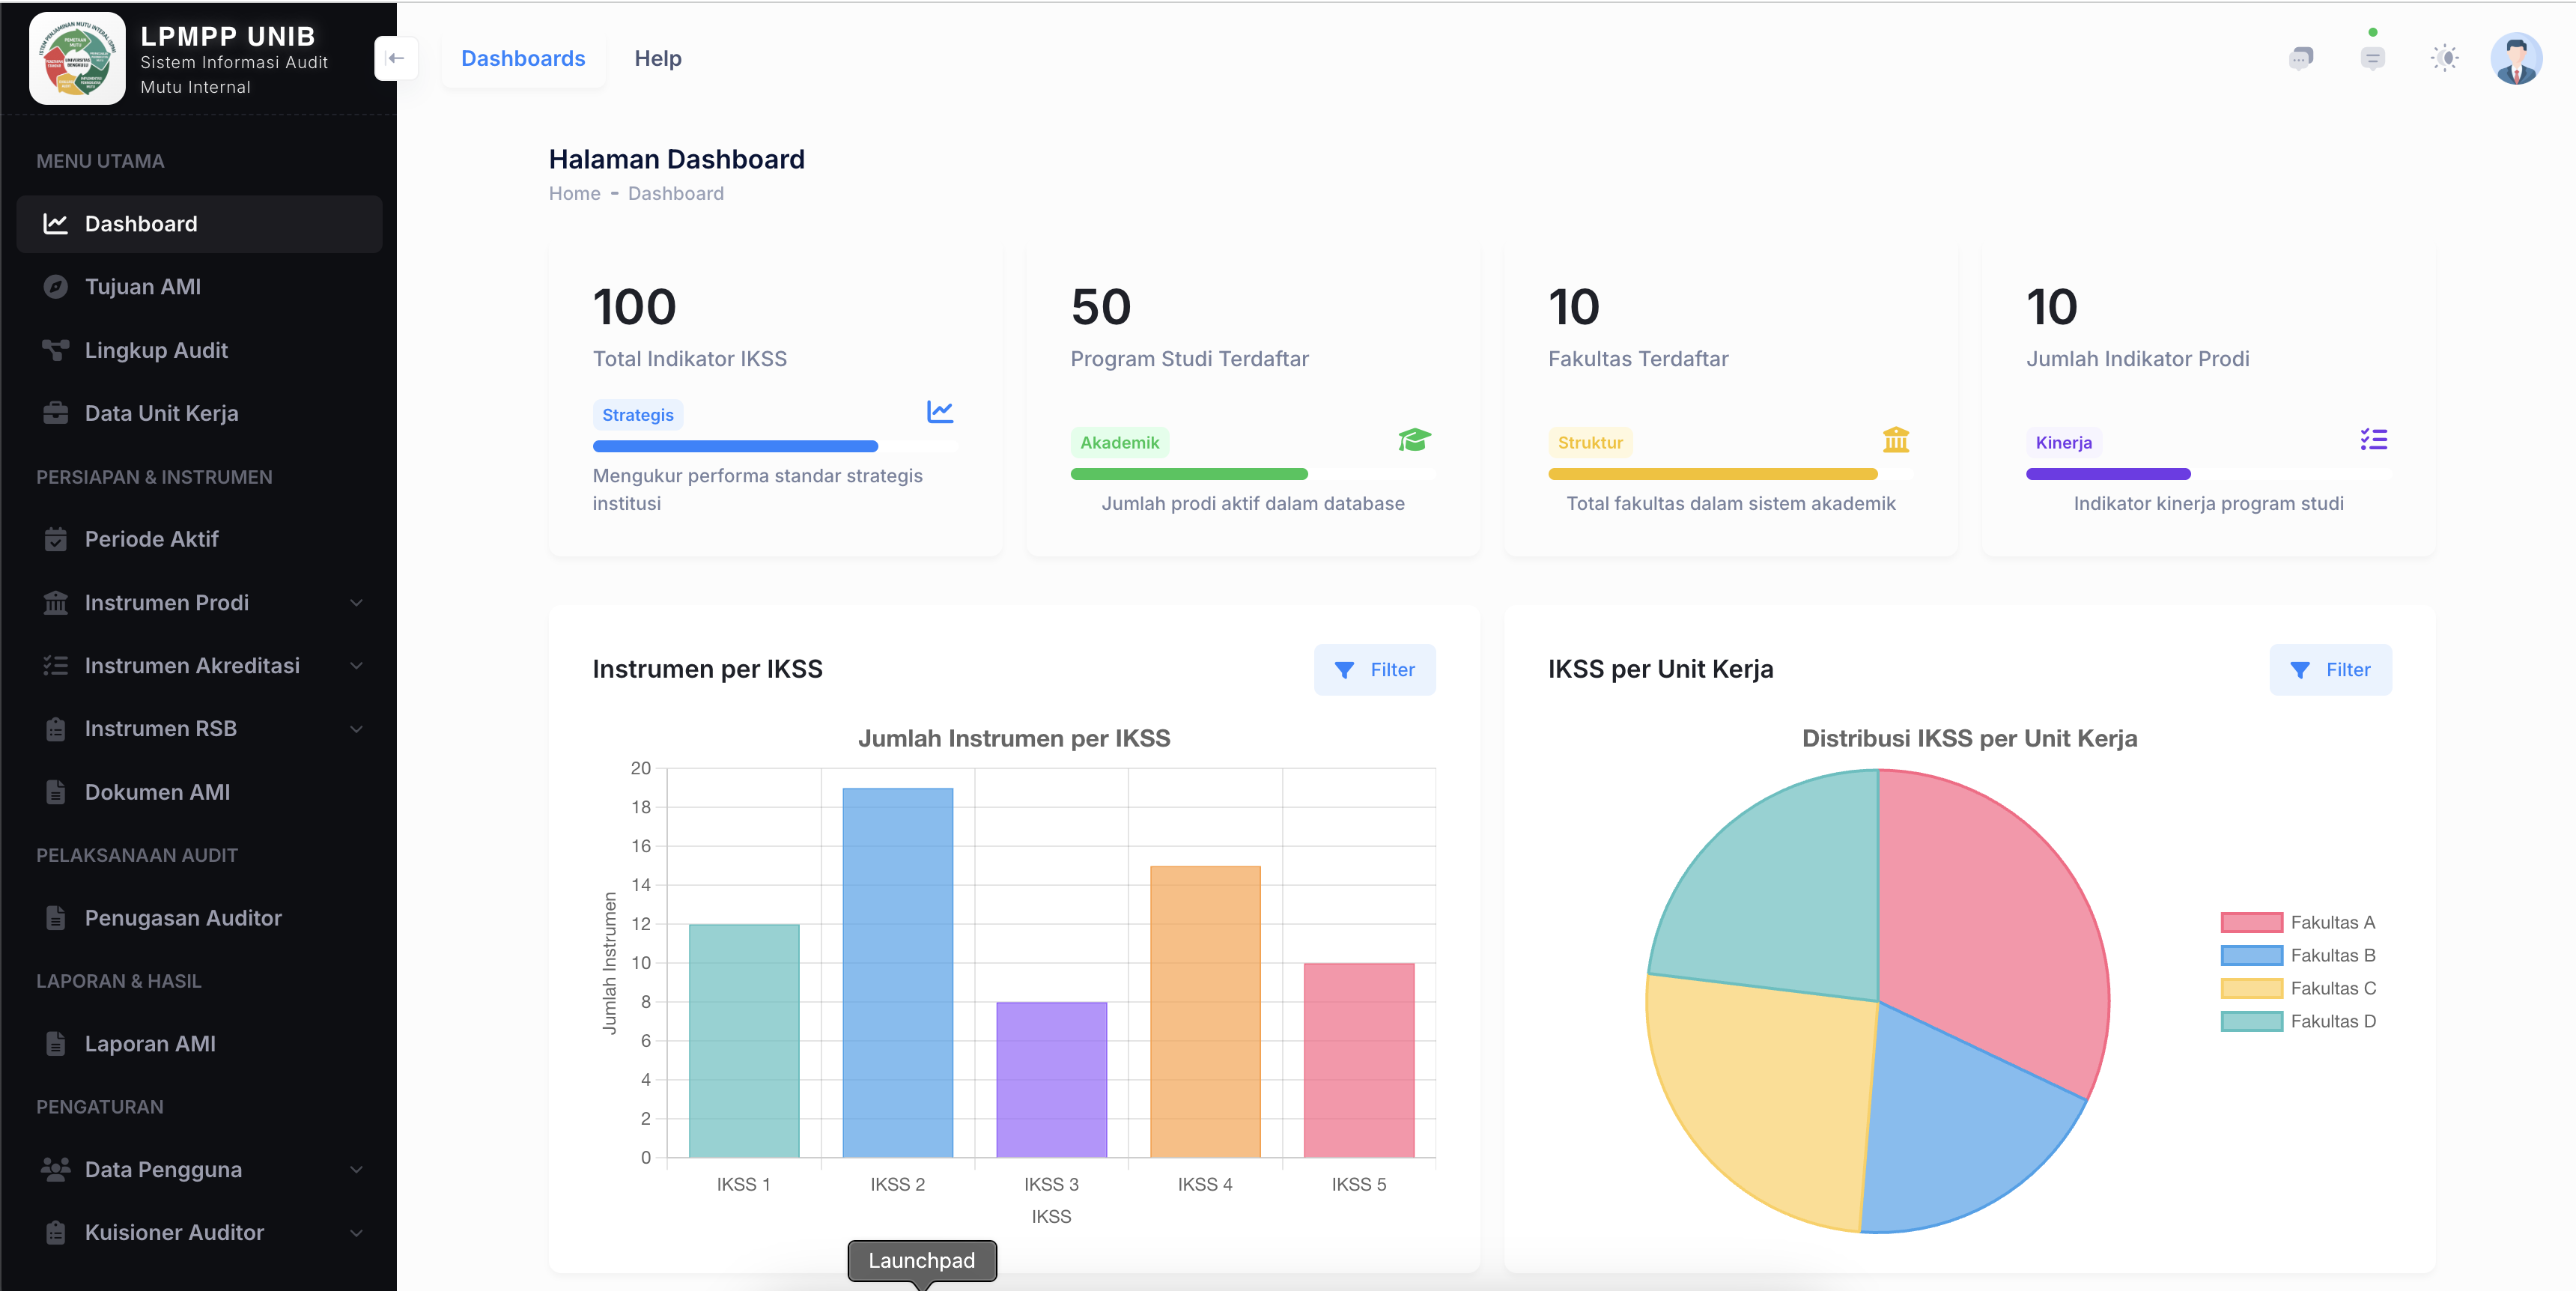 LPMPP UNIB
Sistem Informasi Audit
Mutu Internal
Dashboards
Help
MENU UTAMA
Dashboard
Tujuan AMI
Lingkup Audit
Data Unit Kerja
PERSIAPAN & INSTRUMEN
Periode Aktif
Instrumen Prodi
Instrumen Akreditasi
Instrumen RSB
Dokumen AMI
PELAKSANAAN AUDIT
Penugasan Auditor
LAPORAN & HASIL
Laporan AMI
PENGATURAN
Data Pengguna
Kuisioner Auditor
Halaman Dashboard
Home - Dashboard
100
Total Indikator IKSS
Strategis
Mengukur performa standar strategis
institusi
50
Program Studi Terdaftar
Akademik
Jumlah prodi aktif dalam database
10
Fakultas Terdaftar
Struktur
Total fakultas dalam sistem akademik
10
Jumlah Indikator Prodi
Kinerja
Indikator kinerja program studi
Instrumen per IKSS
Filter
Jumlah Instrumen per IKSS
Jumlah Instrumen
20
18
16
14
12
10
8
6
4
2
0
IKSS 1
IKSS 2
IKSS 3
IKSS 4
IKSS 5
IKSS
IKSS per Unit Kerja
Filter
Distribusi IKSS per Unit Kerja
Fakultas A
Fakultas B
Fakultas C
Fakultas D
Launchpad